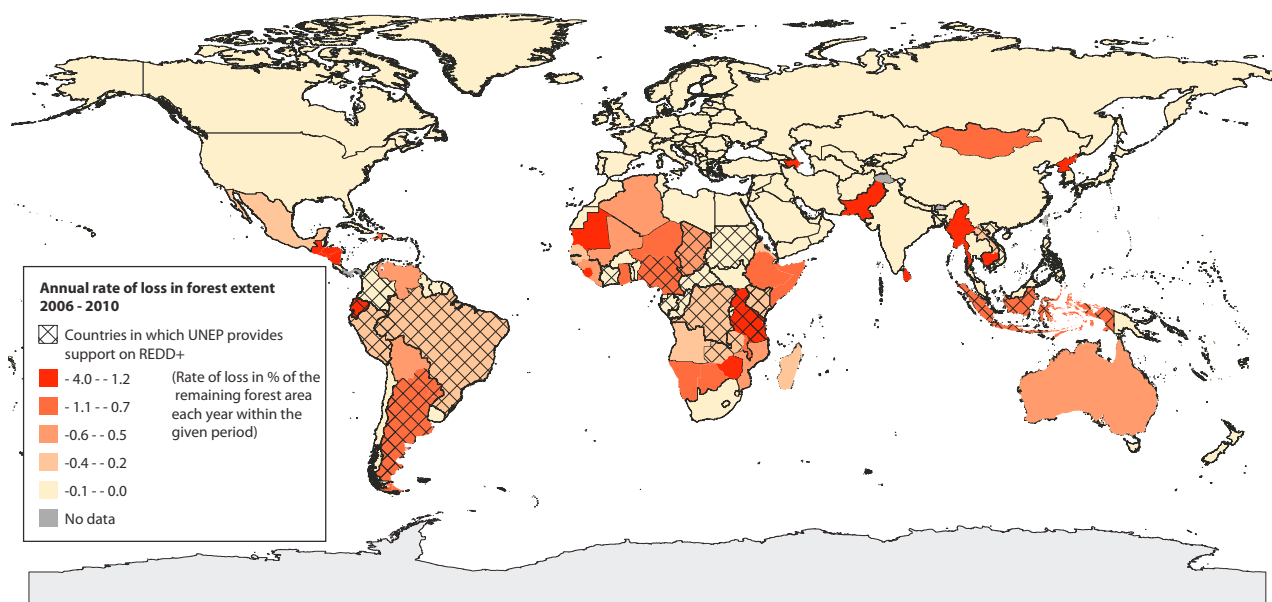 Annual rate of loss in forest extent
2006 - 2010
Countries in which UNEP provides
support on REDD+
- 4.0 - - 1.2
(Rate of loss in % of the
remaining forest area
each year within the
given period)
- 1.1 - - 0.7
-0.6 - - 0.5
-0.4 - - 0.2
-0.1 - - 0.0
No data